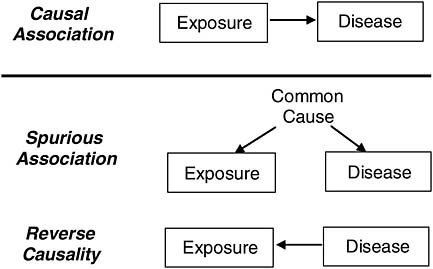 Causal
Association
Exposure
Disease
Common
Cause
Spurious
Association
Exposure
Disease
Reverse
Causality
Exposure
Disease